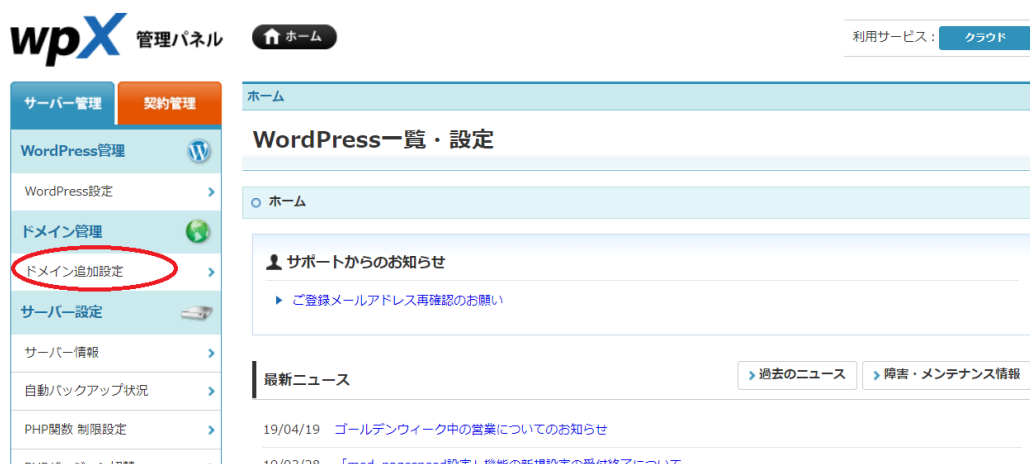 wpX 管理パネル
ホーム
利用サービス： クラウド
サーバー管理 契約管理
WordPress管理
WordPress設定
ドメイン管理
ドメイン追加設定
サーバー設定
サーバー情報
自動バックアップ状況
PHP関数 制限設定
ホーム
WordPress一覧・設定
ホーム
サポートからのお知らせ
ご登録メールアドレス再確認のお願い
最新ニュース 過去のニュース 障害・メンテナンス情報
19/04/19 ゴールデンウィーク中の営業についてのお知らせ